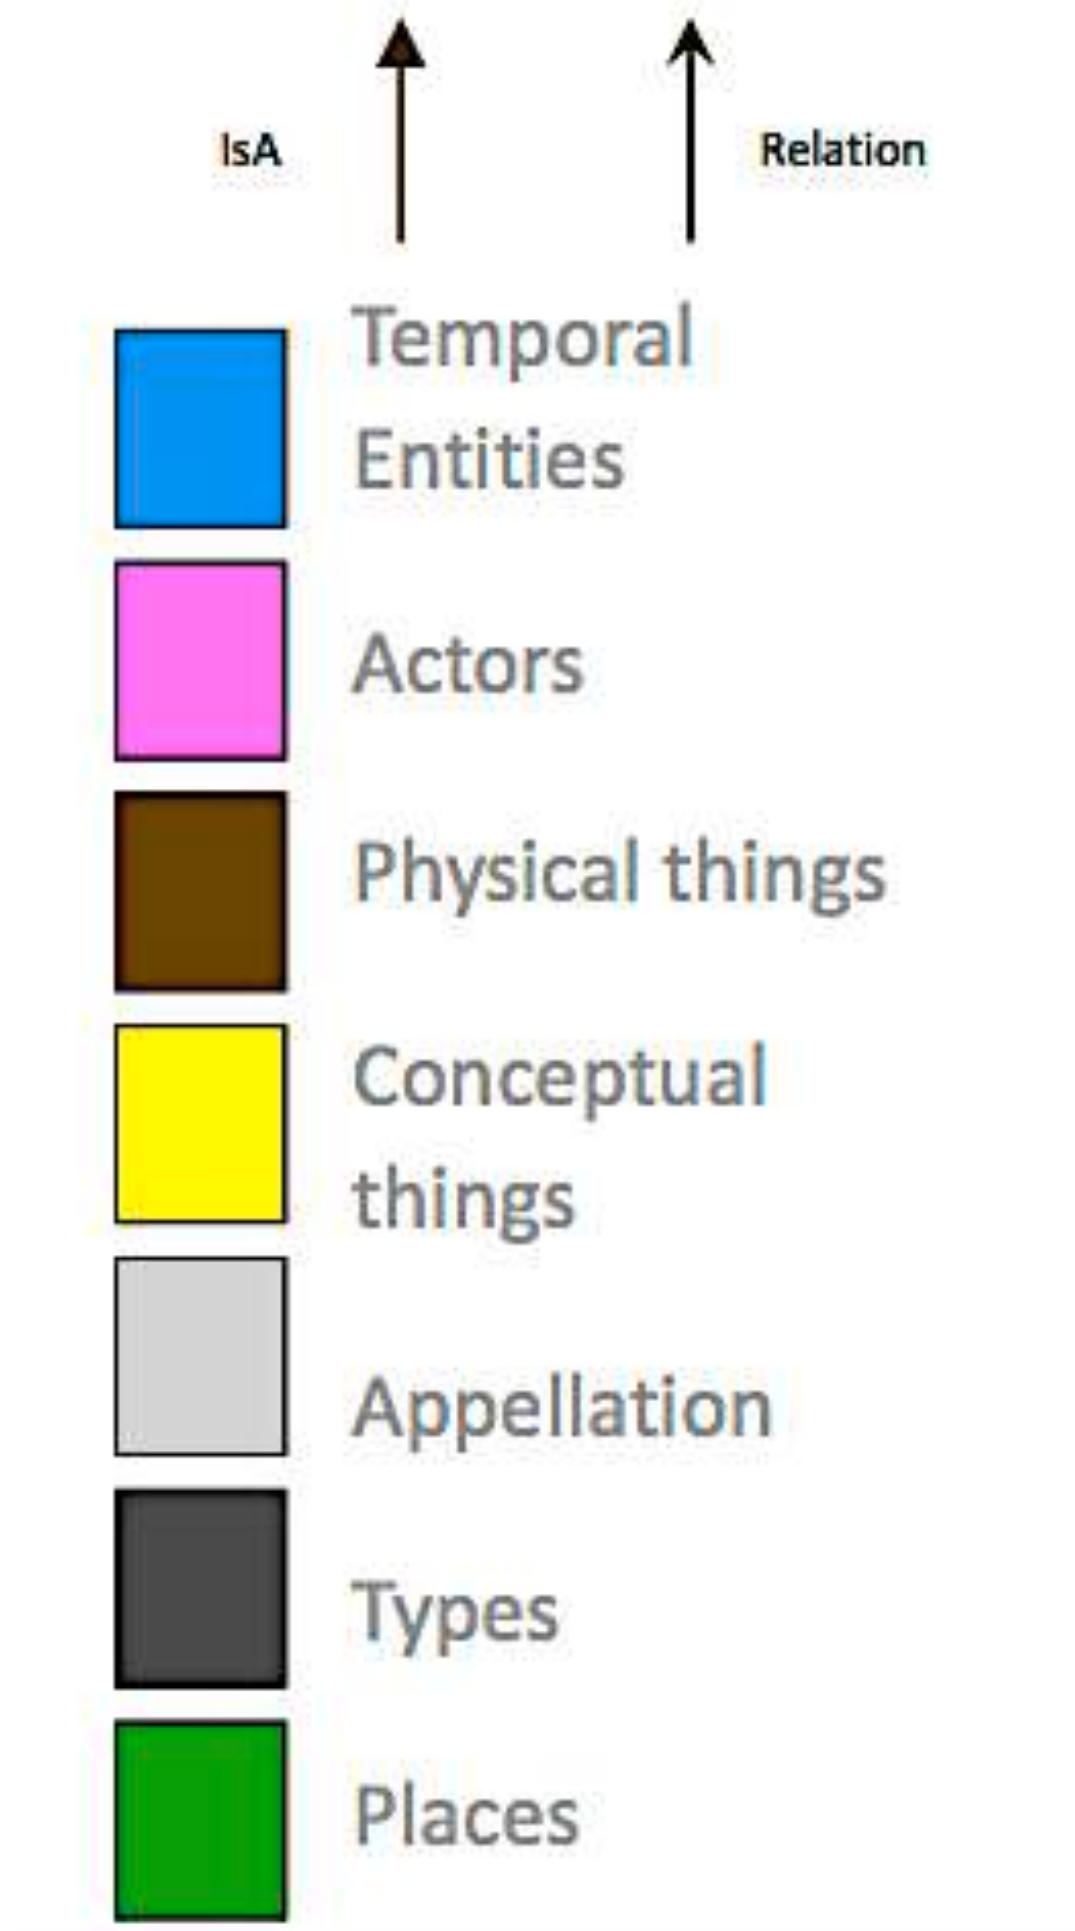 IsA
Relation
Temporal
Entities
Actors
Physical things
Conceptual
things
Appellation
Types
Places